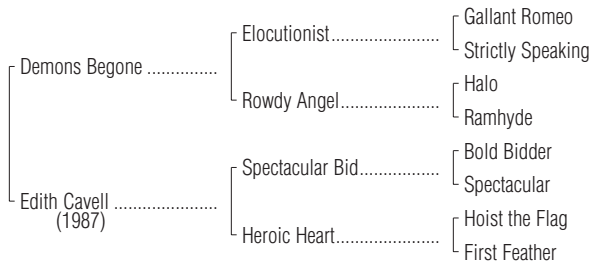 Gallant Romeo
Elocutionist....................
Strictly Speaking
Demons Begone ..............
Halo
Rowdy Angel...................
Ramhyde
Bold Bidder
Spectacular Bid................
Spectacular
Edith Cavell ....................
(1987)
Hoist the Flag
Heroic Heart....................
First Feather